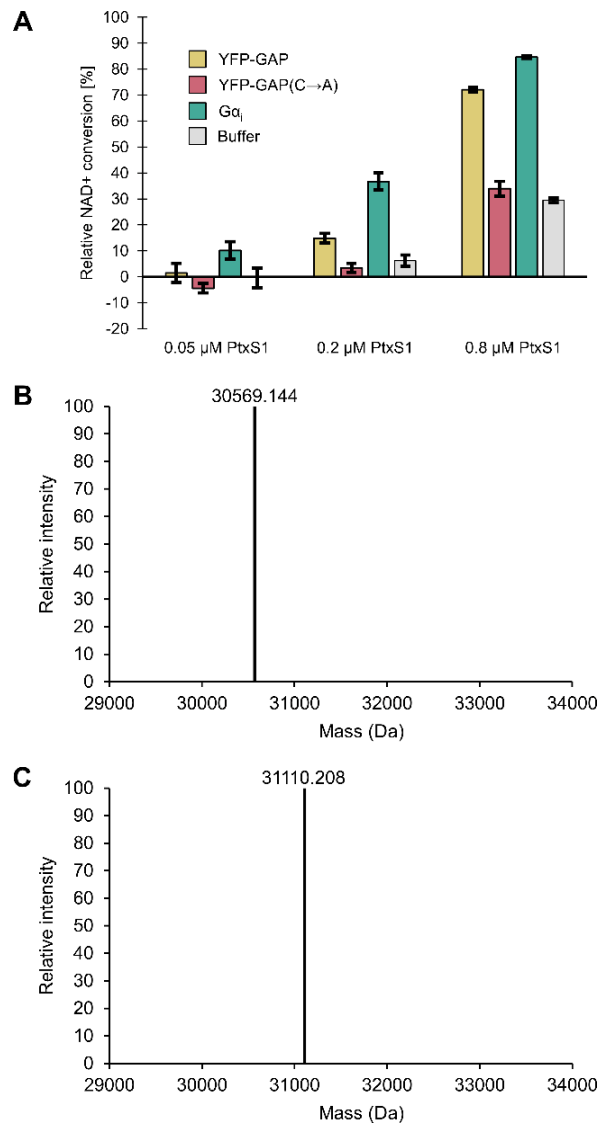 A
Relative NAD+ conversion [%]
100
90
80
70
60
50
40
30
20
10
0
-10
-20
YFP-GAP
YFP-GAP(C→A)
Gαi
Buffer
0.05 µM PtxS1
0.2 µM PtxS1
0.8 µM PtxS1
B
30569.144
Relative intensity
100
90
80
70
60
50
40
30
20
10
0
29000 30000 31000 32000 33000 34000
Mass (Da)
C
31110.208
Relative intensity
100
90
80
70
60
50
40
30
20
10
0
29000 30000 31000 32000 33000 34000
Mass (Da)